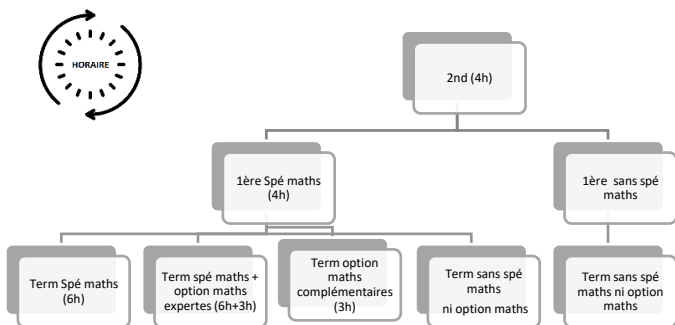 HORAIRE
2nd (4h)
1ère Spé maths
(4h)
1ère  sans spé
maths
Term Spé maths
(6h)
Term spé maths +
option maths
expertes (6h+3h)
Term option
maths
complémentaires
(3h)
Term sans spé
maths
ni option maths
Term sans spé
maths ni option
maths